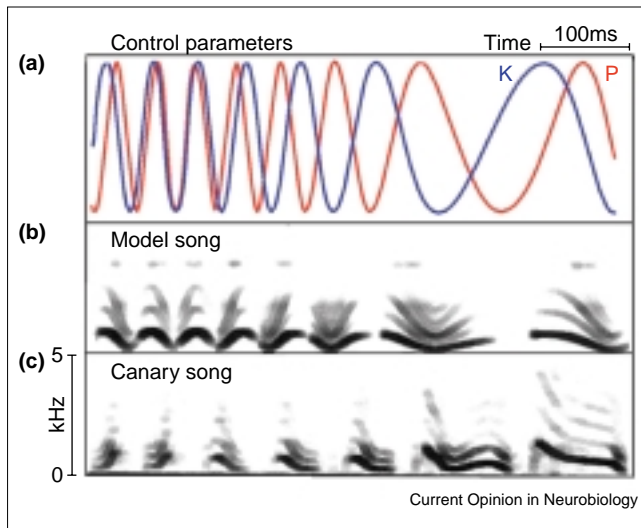 Control parameters Time 100ms
(a) K P
(b)
Model song
(c)
5
Canary song
kHz
0
Current Opinion in Neurobiology